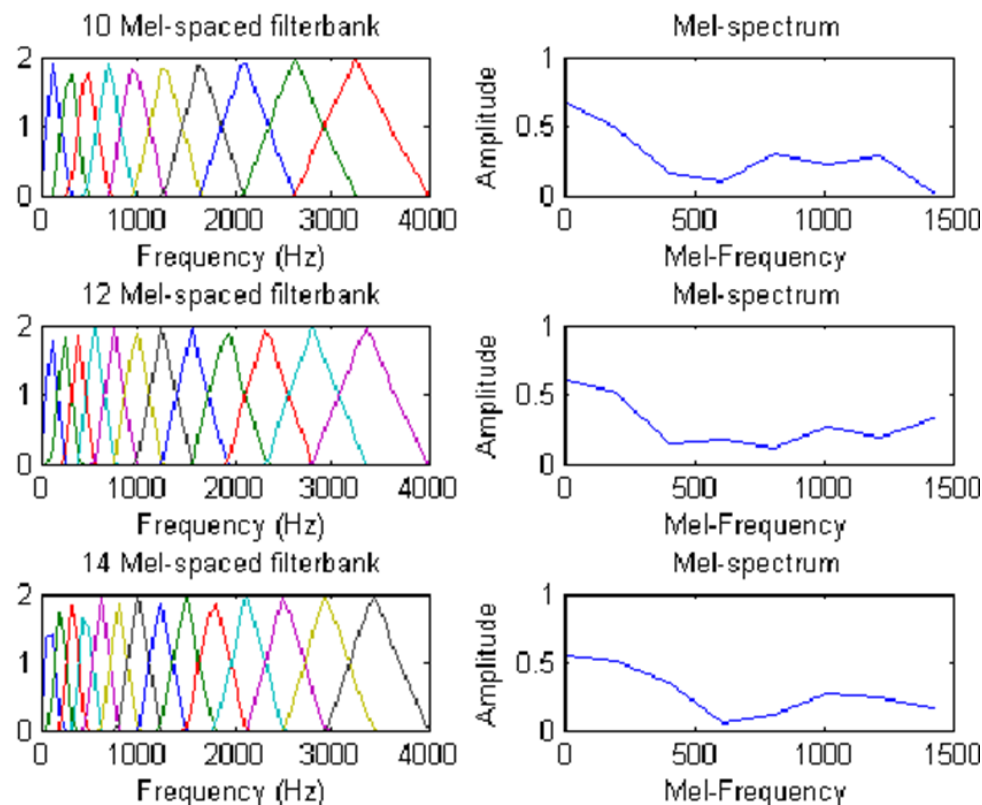 10 Mel-spaced filterbank
2
1
0
0 1000 2000 3000 4000
Frequency (Hz)
Mel-spectrum
Amplitude
1
0.5
0
0 500 1000 1500
Mel-Frequency
12 Mel-spaced filterbank
2
1
0
0 1000 2000 3000 4000
Frequency (Hz)
Mel-spectrum
Amplitude
1
0.5
0
0 500 1000 1500
Mel-Frequency
14 Mel-spaced filterbank
2
1
0
0 1000 2000 3000 4000
Frequency (Hz)
Mel-spectrum
Amplitude
1
0.5
0
0 500 1000 1500
Mel-Frequency